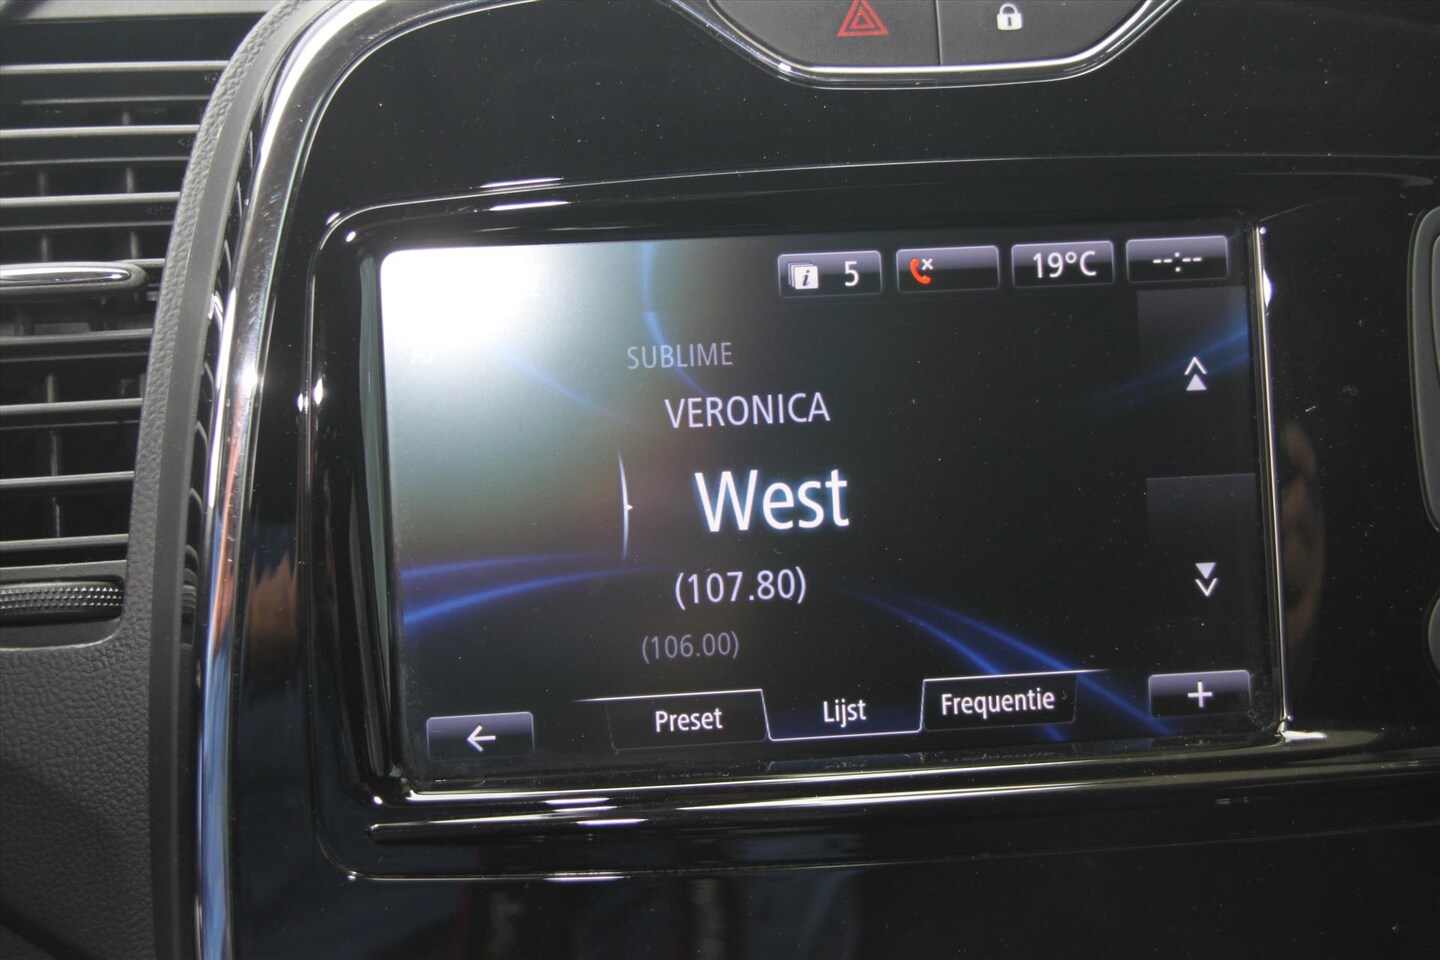 5
19°C
--:--
SUBLIME
VERONICA
West
(107.80)
(106.00)
Preset
Lijst
Frequentie
+